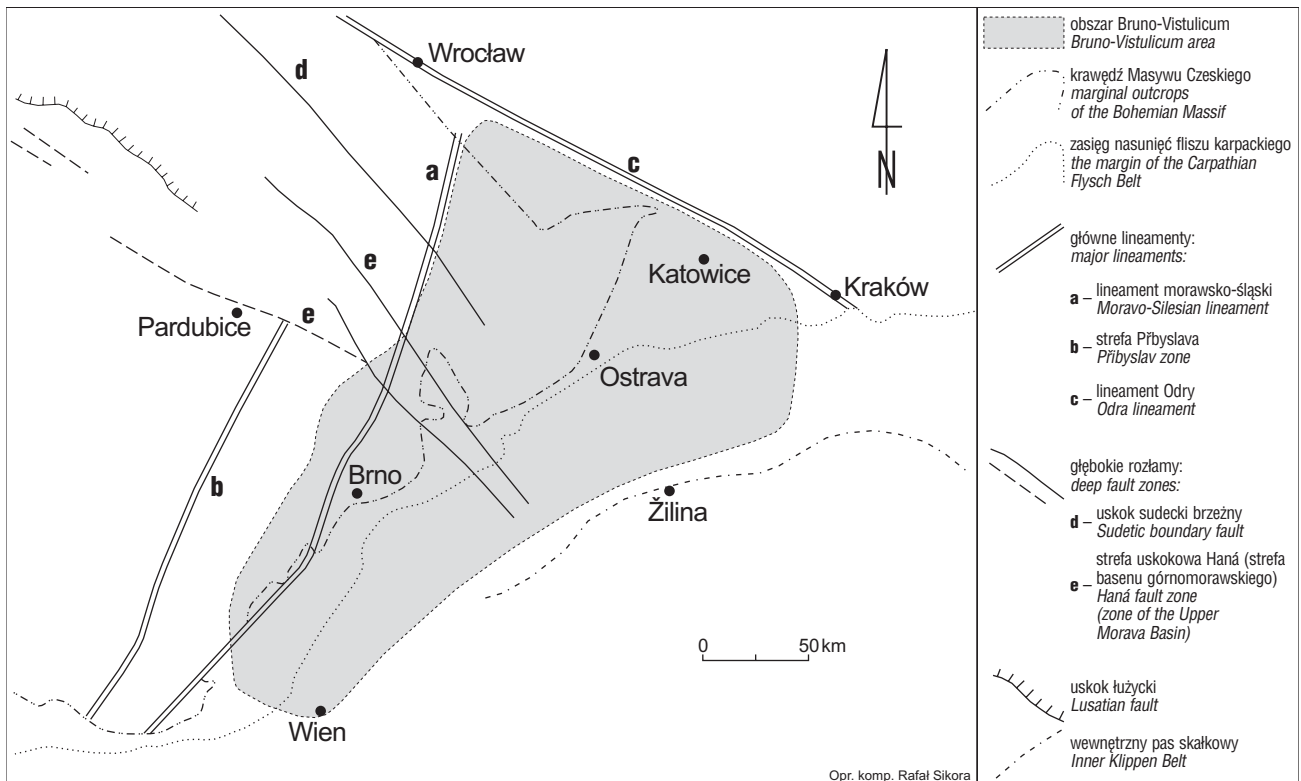 Wrocław
d
a
c
e
Katowice
Kraków
Pardubice
e
Ostrava
b
Brno
Žilina
Wien
N
0 50 km
Opr. komp. Rafał Sikora
obszar Bruno-Vistulicum
Bruno-Vistulicum area
krawędź Masywu Czeskiego
marginal outcrops
of the Bohemian Massif
zasięg nasunięć fliszu karpackiego
the margin of the Carpathian
Flysch Belt
główne lineamenty:
major lineaments:
a – lineament morawsko-śląski
Moravo-Silesian lineament
b – strefa Přbyslava
Přibyslav zone
c – lineament Odry
Odra lineament
głębokie rozłamy:
deep fault zones:
d – uskok sudecki brzeżny
Sudetic boundary fault
strefa uskokowa Haná (strefa
basenu górnomorawskiego)
e – Haná fault zone
(zone of the Upper
Morava Basin)
uskok łużycki
Lusatian fault
wewnętrzny pas skałkowy
Inner Klippen Belt